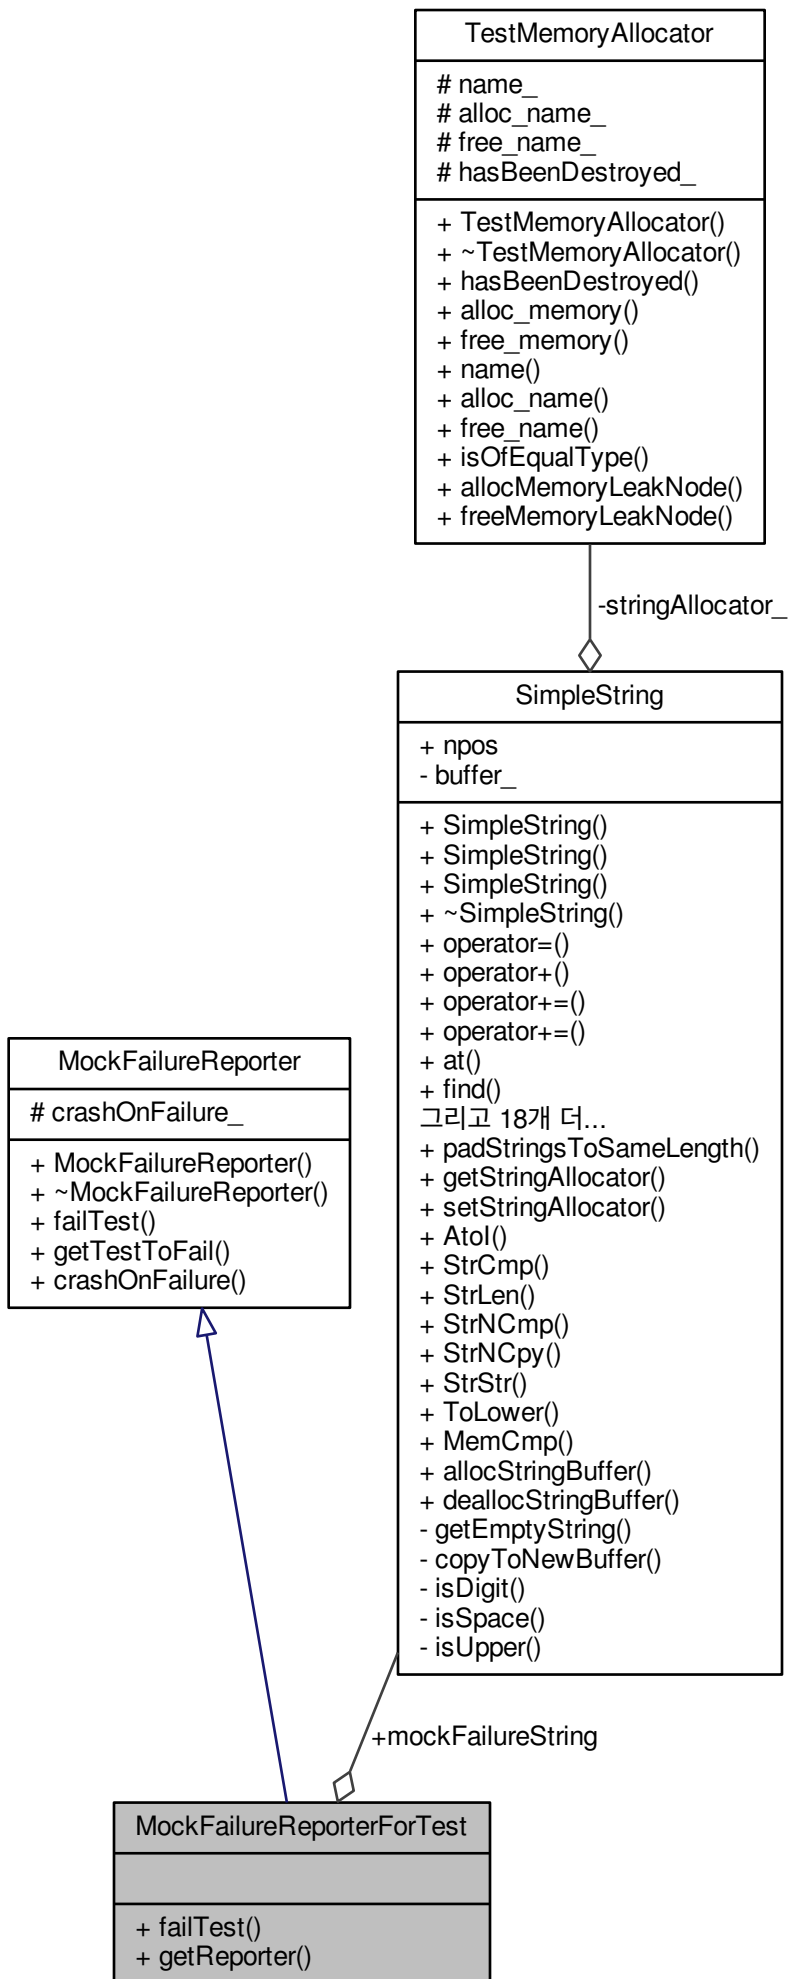 TestMemoryAllocator
# name_
# alloc_name_
# free_name_
# hasBeenDestroyed_
+ TestMemoryAllocator()
+ ~TestMemoryAllocator()
+ hasBeenDestroyed()
+ alloc_memory()
+ free_memory()
+ name()
+ alloc_name()
+ free_name()
+ isOfEqualType()
+ allocMemoryLeakNode()
+ freeMemoryLeakNode()
-stringAllocator_
SimpleString
+ npos
- buffer_
+ SimpleString()
+ SimpleString()
+ SimpleString()
+ ~SimpleString()
+ operator=()
+ operator+()
+ operator+=()
+ operator+=()
+ at()
+ find()
그리고 18개 더...
+ padStringsToSameLength()
+ getStringAllocator()
+ setStringAllocator()
+ AtoI()
+ StrCmp()
+ StrLen()
+ StrNCmp()
+ StrNCpy()
+ StrStr()
+ ToLower()
+ MemCmp()
+ allocStringBuffer()
+ deallocStringBuffer()
- getEmptyString()
- copyToNewBuffer()
- isDigit()
- isSpace()
- isUpper()
MockFailureReporter
# crashOnFailure_
+ MockFailureReporter()
+ ~MockFailureReporter()
+ failTest()
+ getTestToFail()
+ crashOnFailure()
+mockFailureString
MockFailureReporterForTest
+ failTest()
+ getReporter()